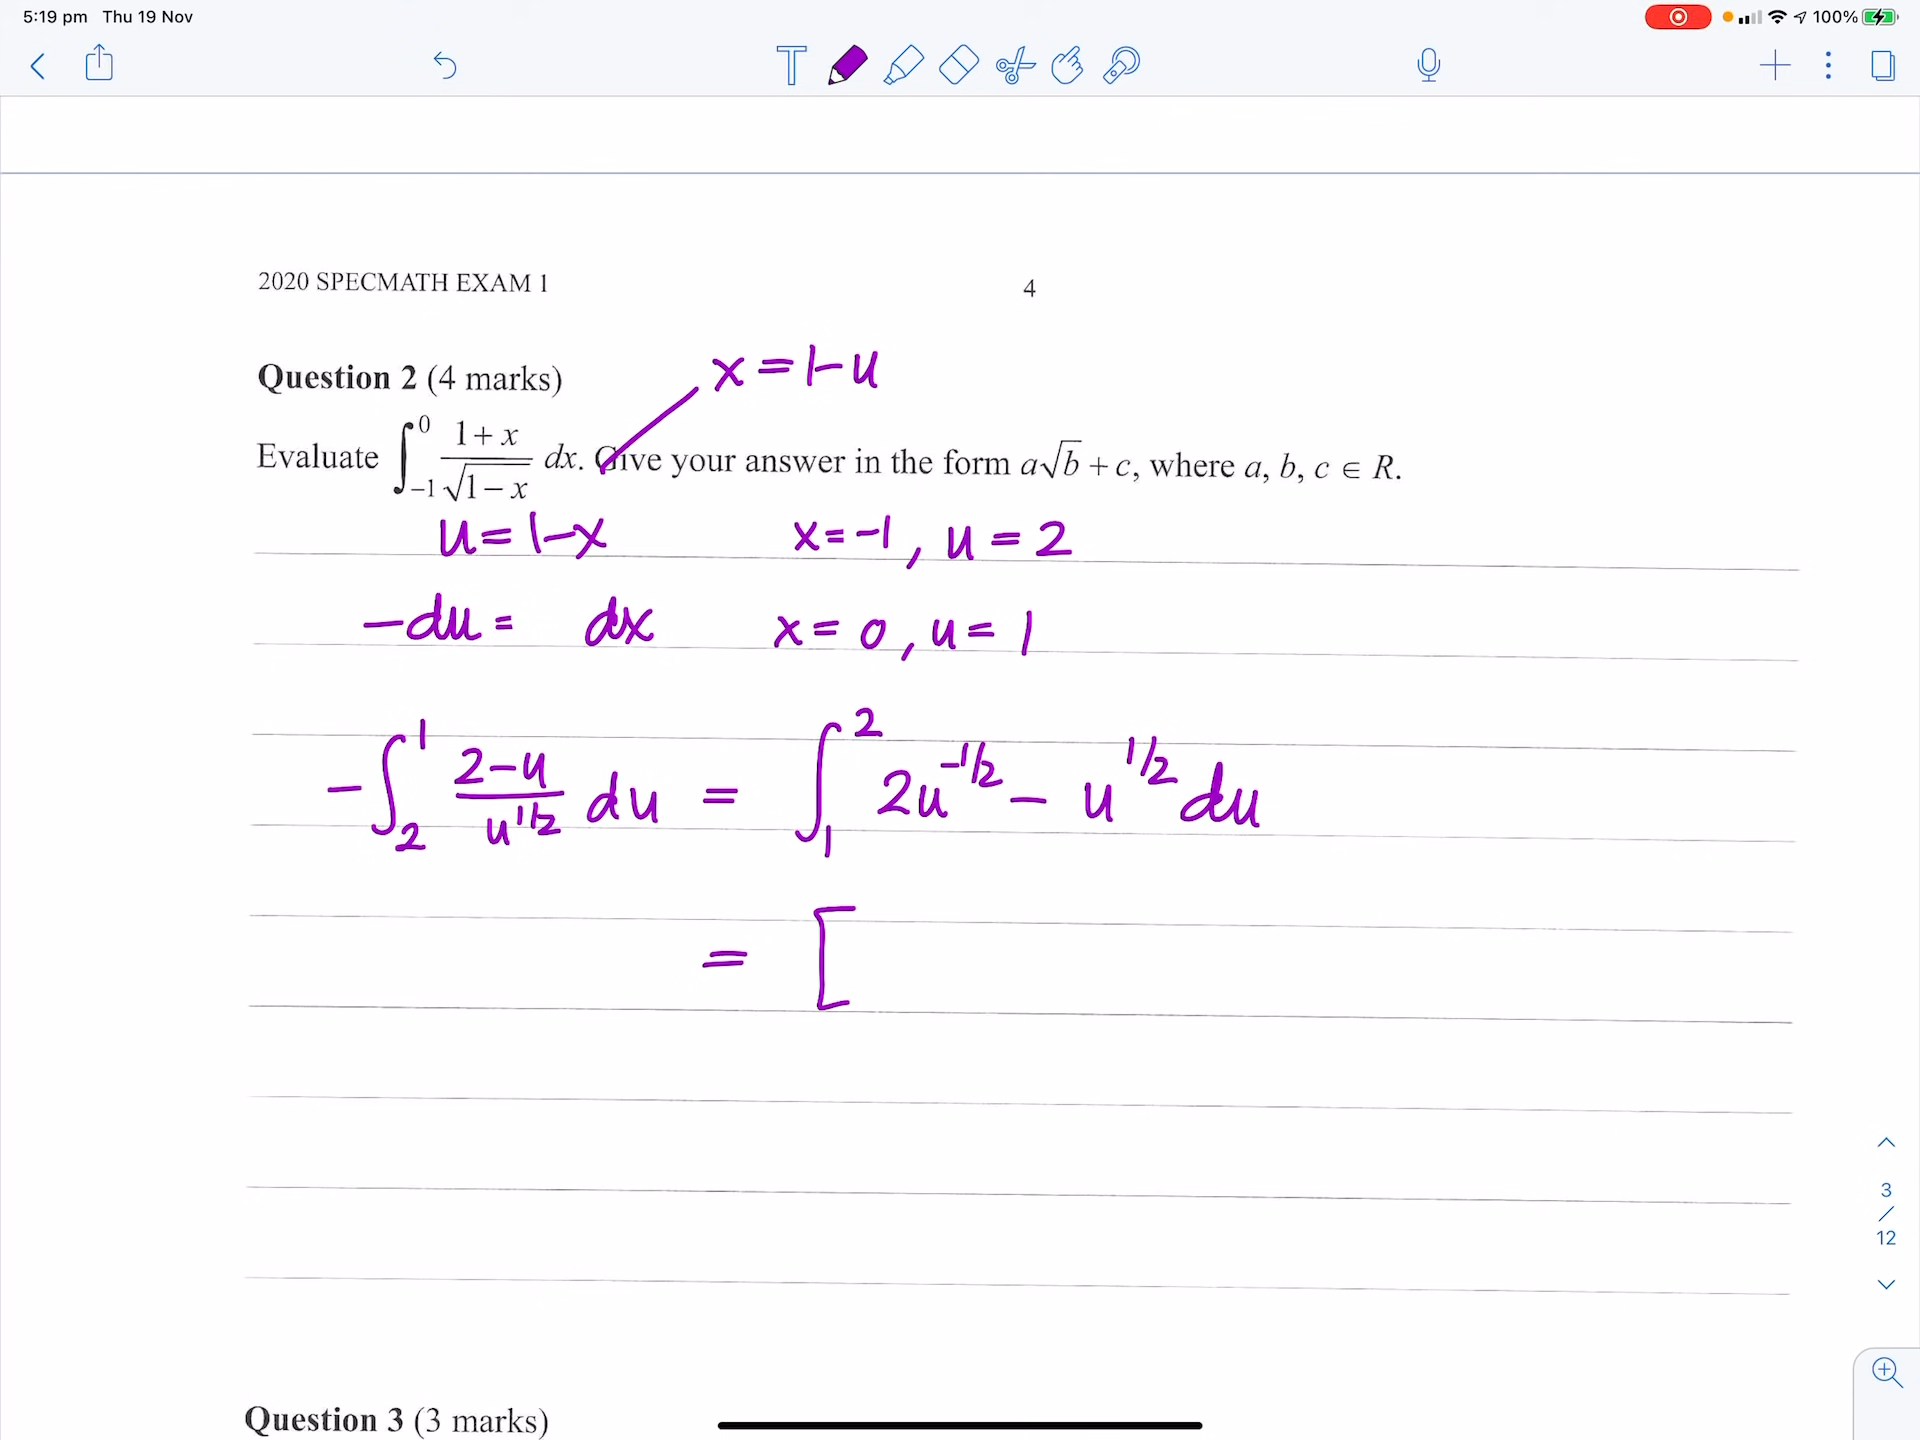 5:19 pm Thu 19 Nov 100%
T
2020 SPECMATH EXAM 1 4
x = 1-u
Question 2 (4 marks)
Evaluate ∫₋₁⁰ (1 + x)/√(1 − x) dx. Give your answer in the form a√b + c, where a, b, c ∈ R.
u = 1-x x = -1, u = 2
-du = dx x = 0, u = 1
-∫₂¹ (2-u)/u^(1/2) du = ∫₁² 2u^(-1/2) - u^(1/2) du
= [
3
/
12
Question 3 (3 marks)